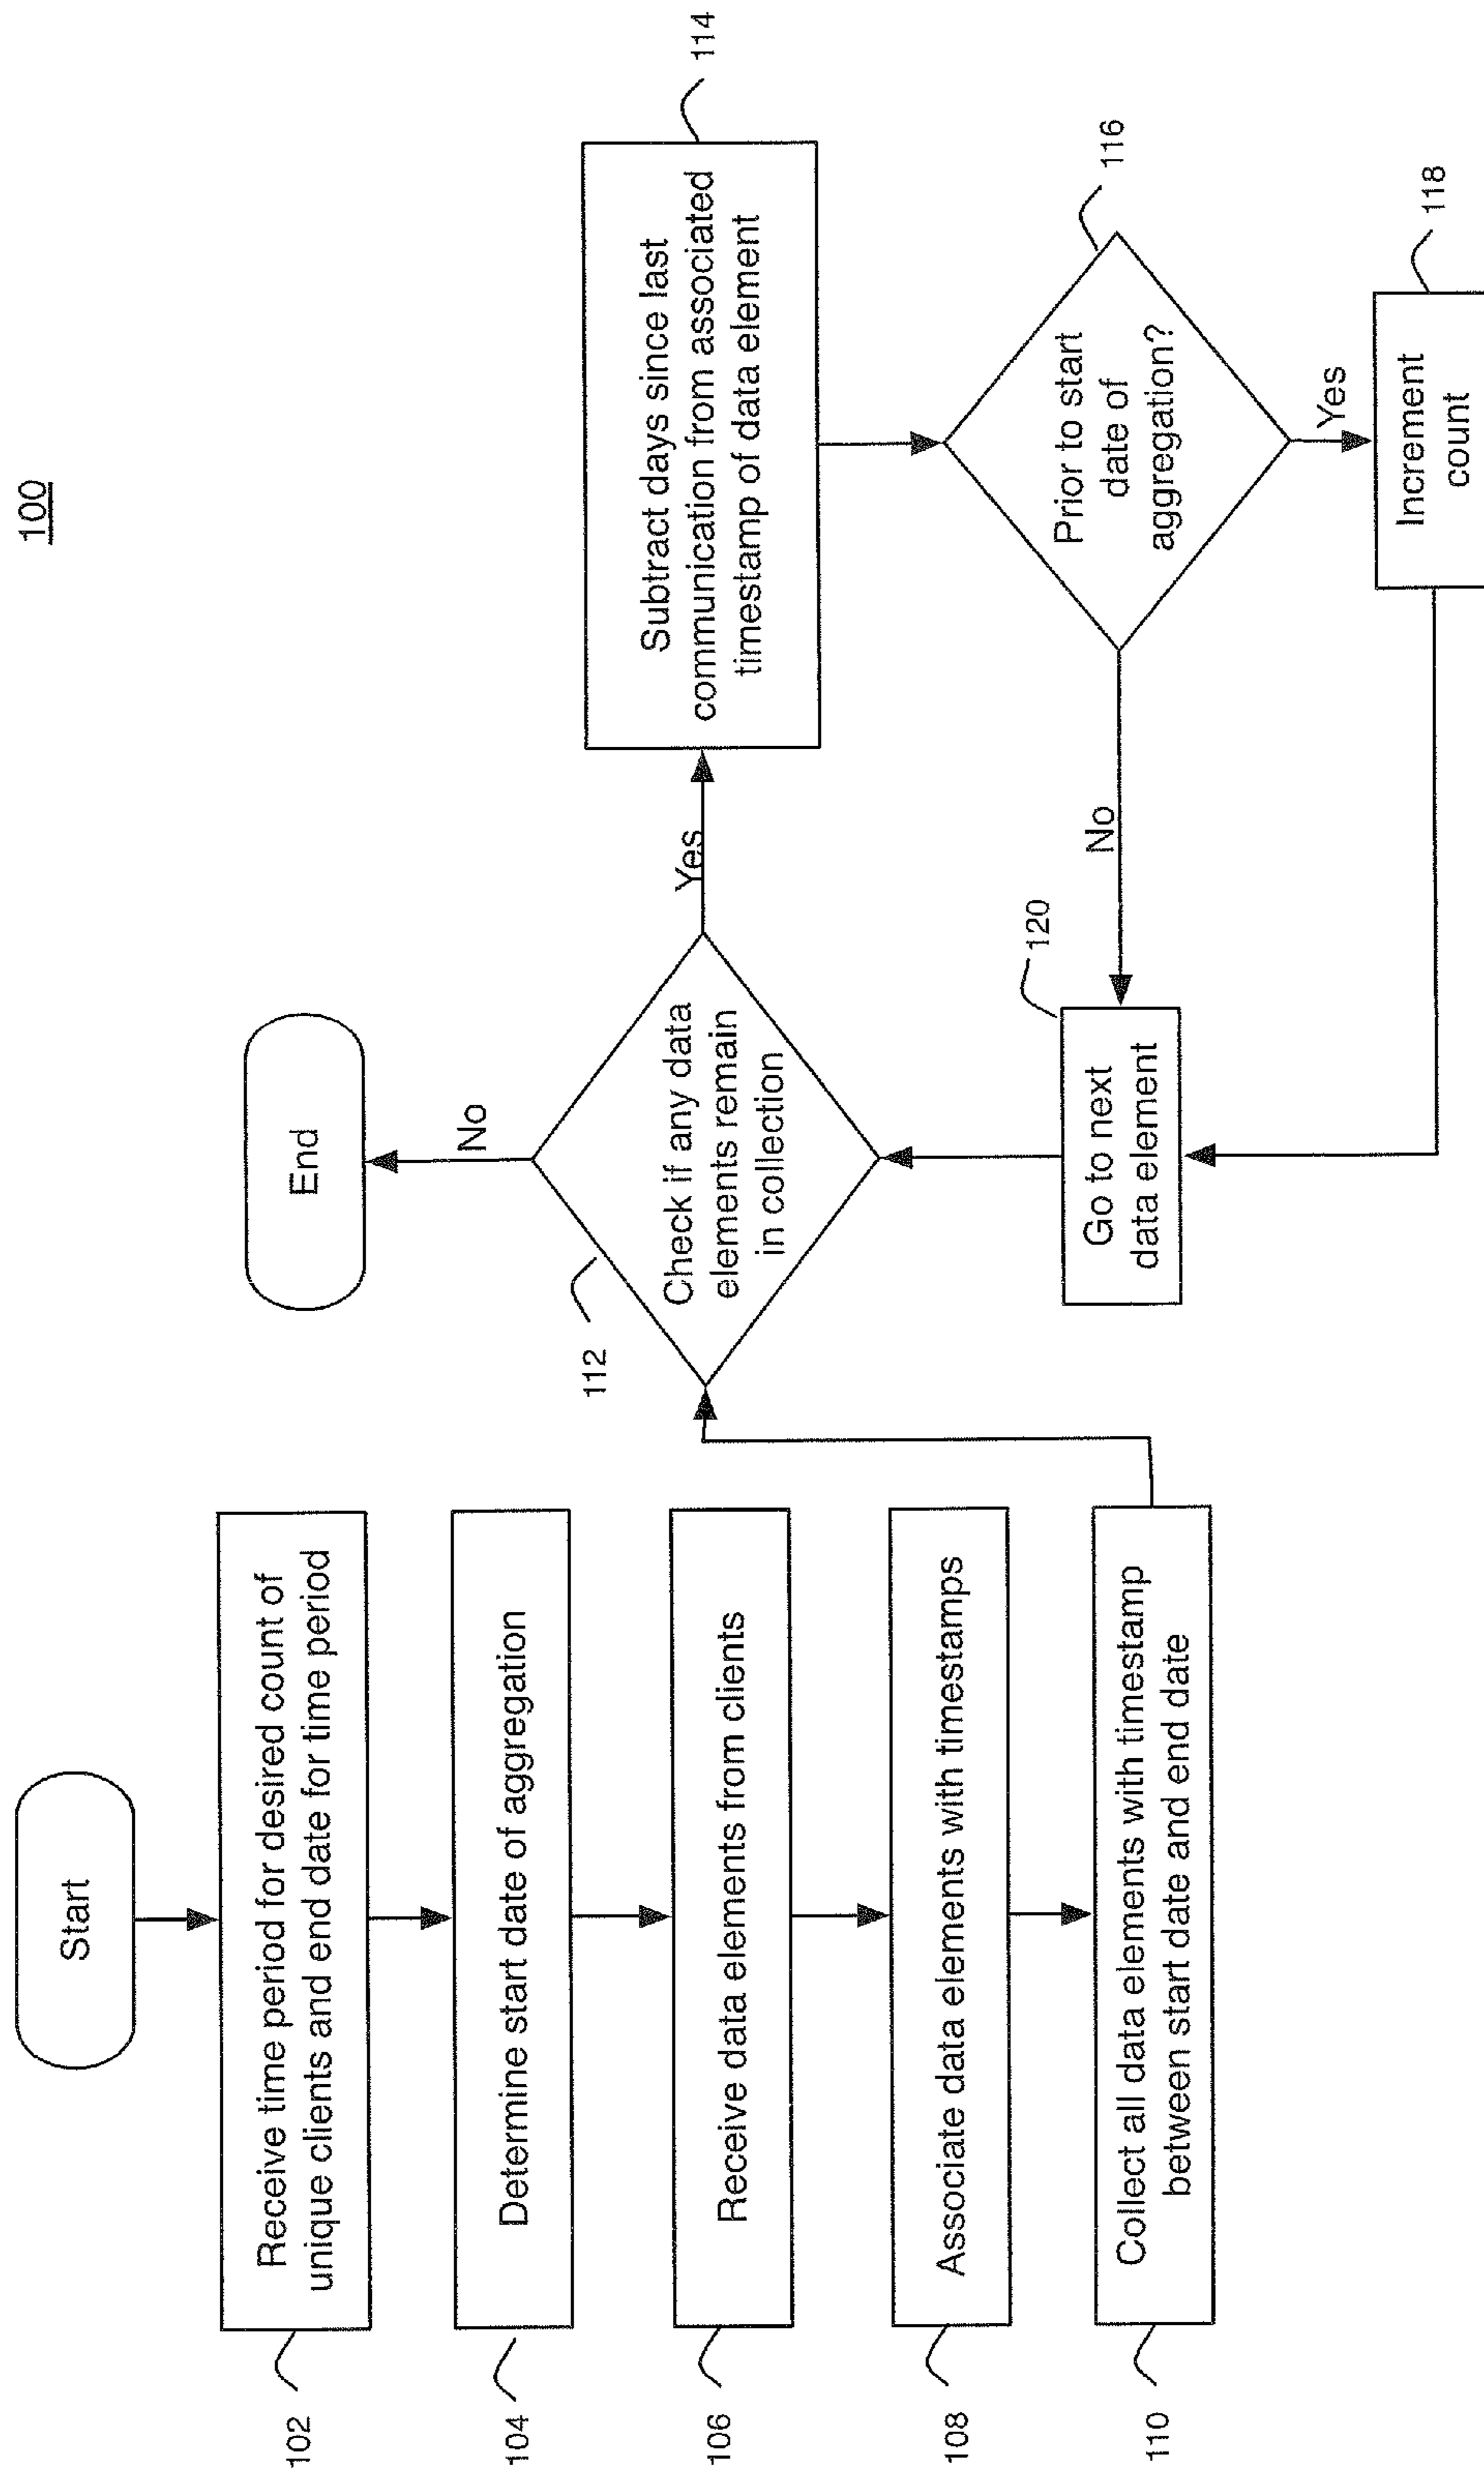 100
Start
Receive time period for desired count of
unique clients and end date for time period
102
Determine start date of aggregation
104
Receive data elements from clients
106
Associate data elements with timestamps
108
Collect all data elements with timestamp
between start date and end date
110
End
No
Check if any data
elements remain
in collection
112
Yes
Subtract days since last
communication from associated
timestamp of data element
114
Prior to start
date of
aggregation?
116
No
Yes
Increment
count
118
Go to next
data element
120